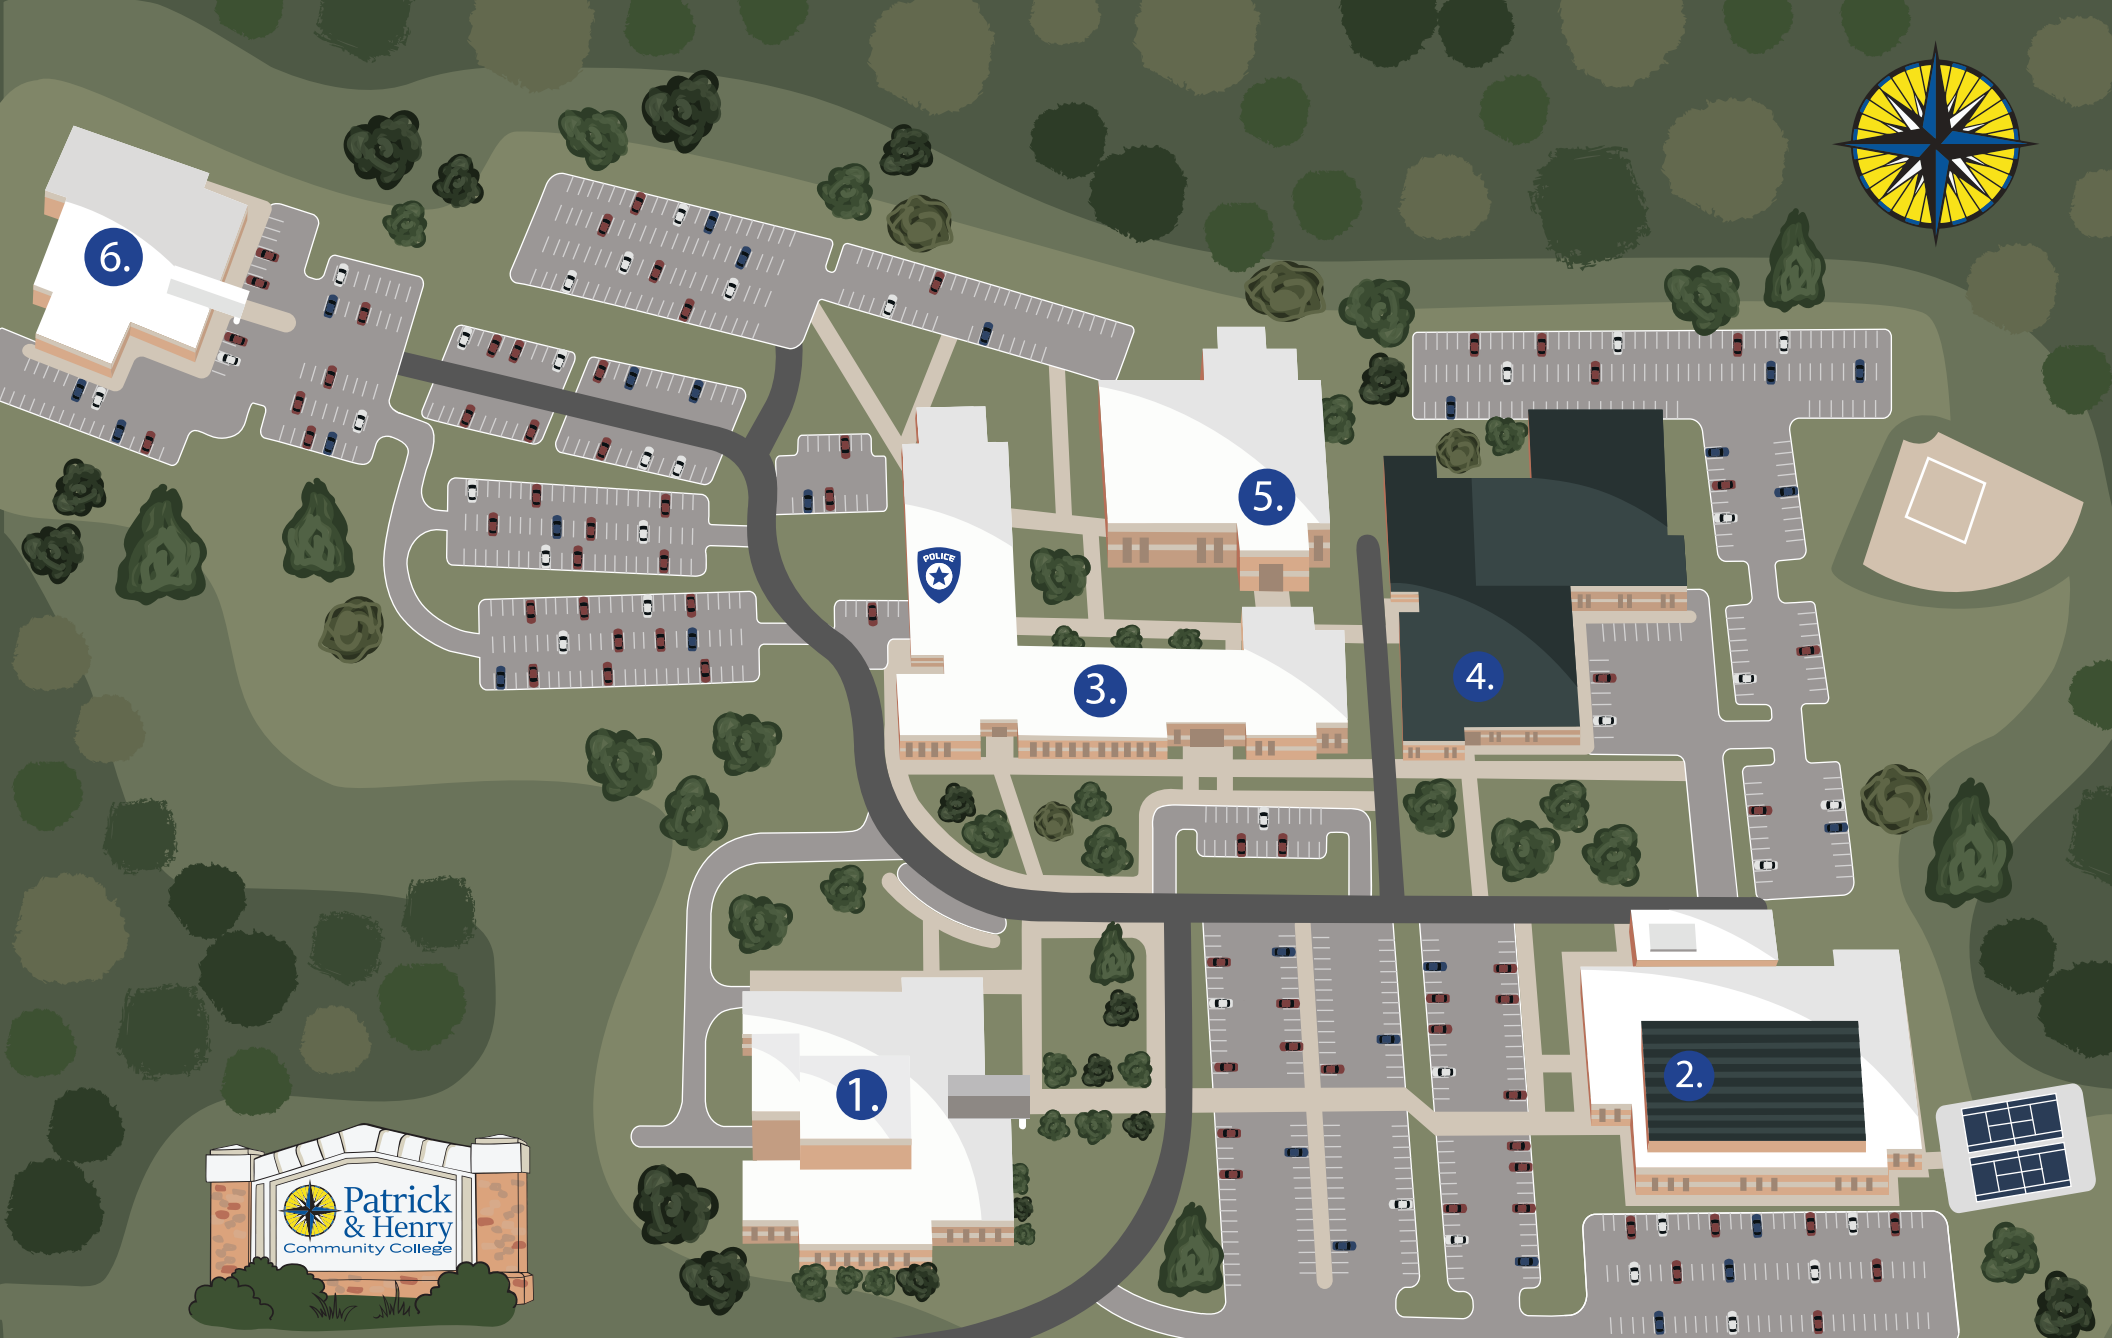 6.
5.
POLICE
4.
3.
2.
1.
Patrick
& Henry
Community College